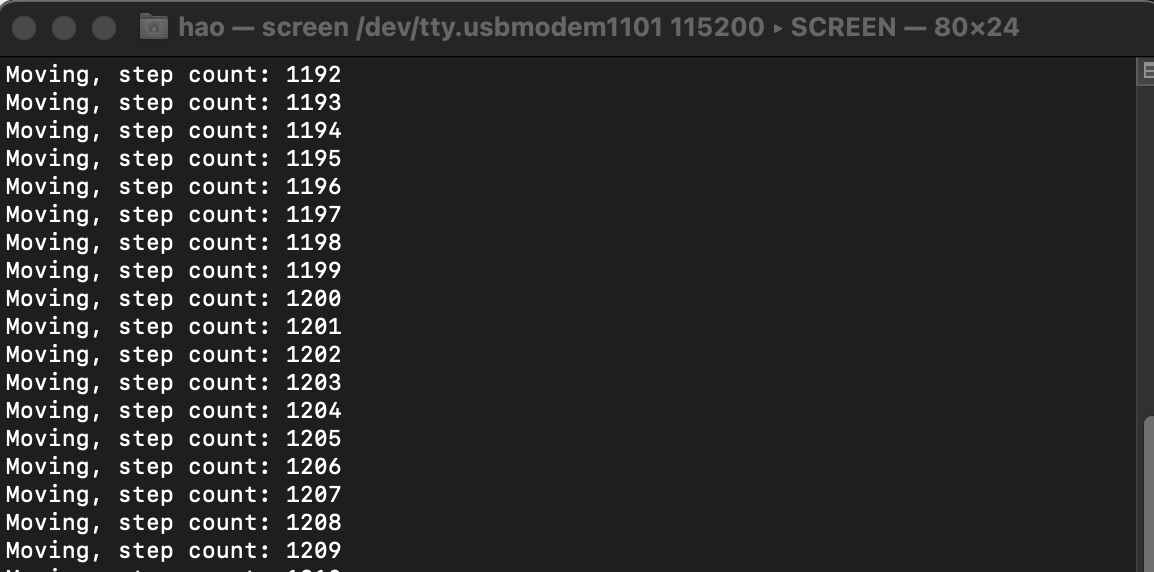 hao — screen /dev/tty.usbmodem1101 115200 ▸ SCREEN — 80×24
Moving, step count: 1192
Moving, step count: 1193
Moving, step count: 1194
Moving, step count: 1195
Moving, step count: 1196
Moving, step count: 1197
Moving, step count: 1198
Moving, step count: 1199
Moving, step count: 1200
Moving, step count: 1201
Moving, step count: 1202
Moving, step count: 1203
Moving, step count: 1204
Moving, step count: 1205
Moving, step count: 1206
Moving, step count: 1207
Moving, step count: 1208
Moving, step count: 1209